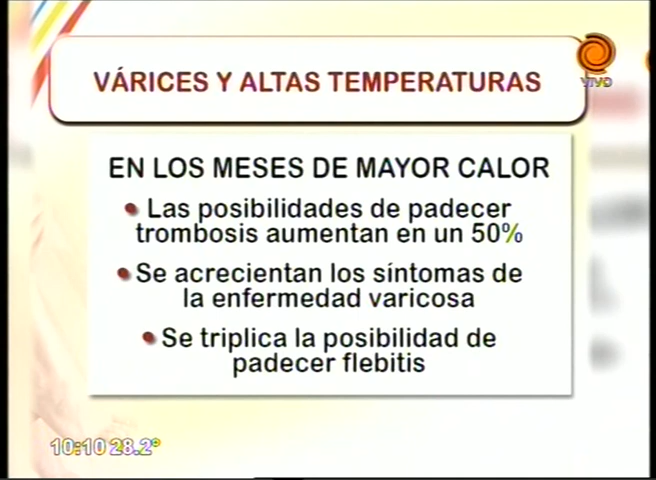 VÁRICES Y ALTAS TEMPERATURAS
VIVO
EN LOS MESES DE MAYOR CALOR
• Las posibilidades de padecer
trombosis aumentan en un 50%
• Se acrecientan los síntomas de
la enfermedad varicosa
• Se triplica la posibilidad de
padecer flebitis
10:10 28.2°